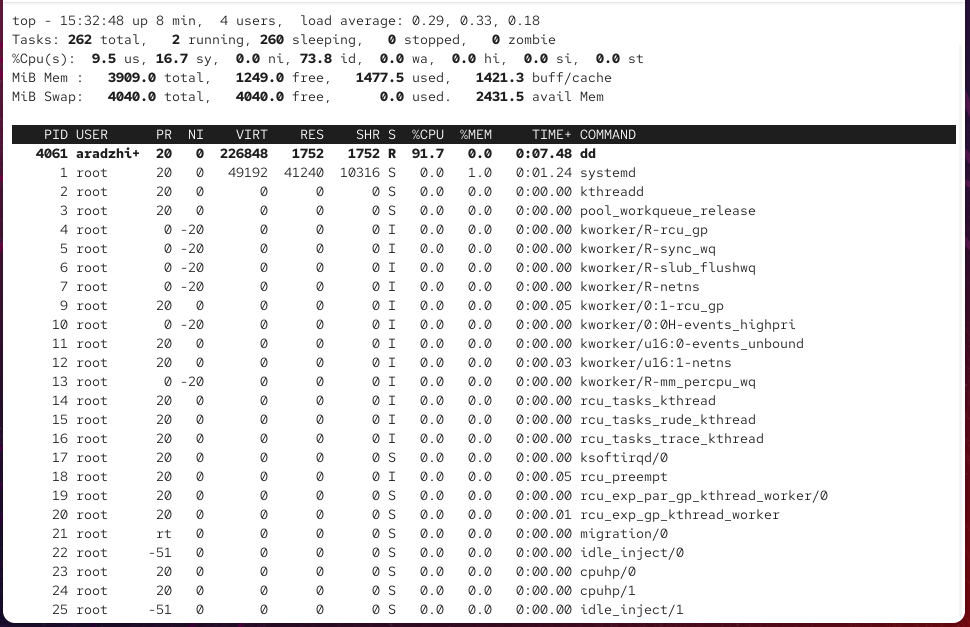 top - 15:32:48 up 8 min,  4 users,  load average: 0.29, 0.33, 0.18
Tasks: 262 total,   2 running, 260 sleeping,   0 stopped,   0 zombie
%Cpu(s):  9.5 us, 16.7 sy,  0.0 ni, 73.8 id,  0.0 wa,  0.0 hi,  0.0 si,  0.0 st
MiB Mem :   3909.0 total,   1249.0 free,   1477.5 used,   1421.3 buff/cache
MiB Swap:   4040.0 total,   4040.0 free,      0.0 used.   2431.5 avail Mem
    PID USER      PR  NI    VIRT    RES    SHR S  %CPU  %MEM     TIME+ COMMAND
   4061 aradzhi+  20   0  226848   1752   1752 R  91.7   0.0   0:07.48 dd
      1 root      20   0   49192  41240  10316 S   0.0   1.0   0:01.24 systemd
      2 root      20   0       0      0      0 S   0.0   0.0   0:00.00 kthreadd
      3 root      20   0       0      0      0 S   0.0   0.0   0:00.00 pool_workqueue_release
      4 root       0 -20       0      0      0 I   0.0   0.0   0:00.00 kworker/R-rcu_gp
      5 root       0 -20       0      0      0 I   0.0   0.0   0:00.00 kworker/R-sync_wq
      6 root       0 -20       0      0      0 I   0.0   0.0   0:00.00 kworker/R-slub_flushwq
      7 root       0 -20       0      0      0 I   0.0   0.0   0:00.00 kworker/R-netns
      9 root      20   0       0      0      0 I   0.0   0.0   0:00.05 kworker/0:1-rcu_gp
     10 root       0 -20       0      0      0 I   0.0   0.0   0:00.00 kworker/0:0H-events_highpri
     11 root      20   0       0      0      0 I   0.0   0.0   0:00.00 kworker/u16:0-events_unbound
     12 root      20   0       0      0      0 I   0.0   0.0   0:00.03 kworker/u16:1-netns
     13 root       0 -20       0      0      0 I   0.0   0.0   0:00.00 kworker/R-mm_percpu_wq
     14 root      20   0       0      0      0 I   0.0   0.0   0:00.00 rcu_tasks_kthread
     15 root      20   0       0      0      0 I   0.0   0.0   0:00.00 rcu_tasks_rude_kthread
     16 root      20   0       0      0      0 I   0.0   0.0   0:00.00 rcu_tasks_trace_kthread
     17 root      20   0       0      0      0 S   0.0   0.0   0:00.00 ksoftirqd/0
     18 root      20   0       0      0      0 I   0.0   0.0   0:00.05 rcu_preempt
     19 root      20   0       0      0      0 S   0.0   0.0   0:00.00 rcu_exp_par_gp_kthread_worker/0
     20 root      20   0       0      0      0 S   0.0   0.0   0:00.01 rcu_exp_gp_kthread_worker
     21 root      rt   0       0      0      0 S   0.0   0.0   0:00.00 migration/0
     22 root     -51   0       0      0      0 S   0.0   0.0   0:00.00 idle_inject/0
     23 root      20   0       0      0      0 S   0.0   0.0   0:00.00 cpuhp/0
     24 root      20   0       0      0      0 S   0.0   0.0   0:00.00 cpuhp/1
     25 root     -51   0       0      0      0 S   0.0   0.0   0:00.00 idle_inject/1